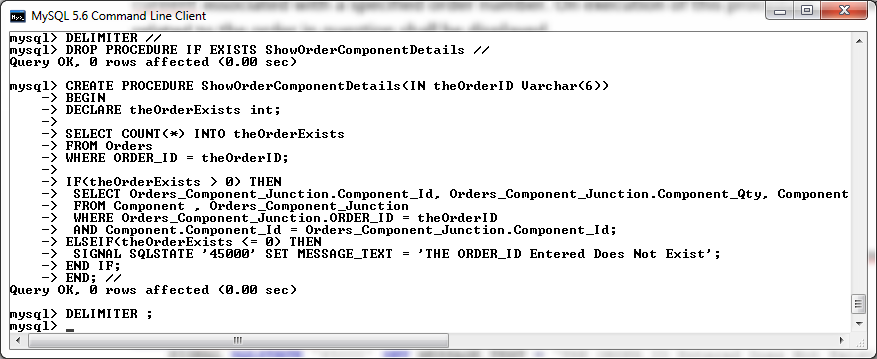 MySQL 5.6 Command Line Client
mysql> DELIMITER //
mysql> DROP PROCEDURE IF EXISTS ShowOrderComponentDetails //
Query OK, 0 rows affected (0.00 sec)
mysql> CREATE PROCEDURE ShowOrderComponentDetails(IN theOrderID Varchar(6))
-> BEGIN
-> DECLARE theOrderExists int;
->
-> SELECT COUNT(*) INTO theOrderExists
-> FROM Orders
-> WHERE ORDER_ID = theOrderID;
->
-> IF(theOrderExists > 0) THEN
-> SELECT Orders_Component_Junction.Component_Id, Orders_Component_Junction.Component_Qty, Component
-> FROM Component , Orders_Component_Junction
-> WHERE Orders_Component_Junction.ORDER_ID = theOrderID
-> AND Component.Component_Id = Orders_Component_Junction.Component_Id;
-> ELSEIF(theOrderExists <= 0) THEN
-> SIGNAL SQLSTATE '45000' SET MESSAGE_TEXT = 'THE ORDER_ID Entered Does Not Exist';
-> END IF;
-> END; //
Query OK, 0 rows affected (0.00 sec)
mysql> DELIMITER ;
mysql> _